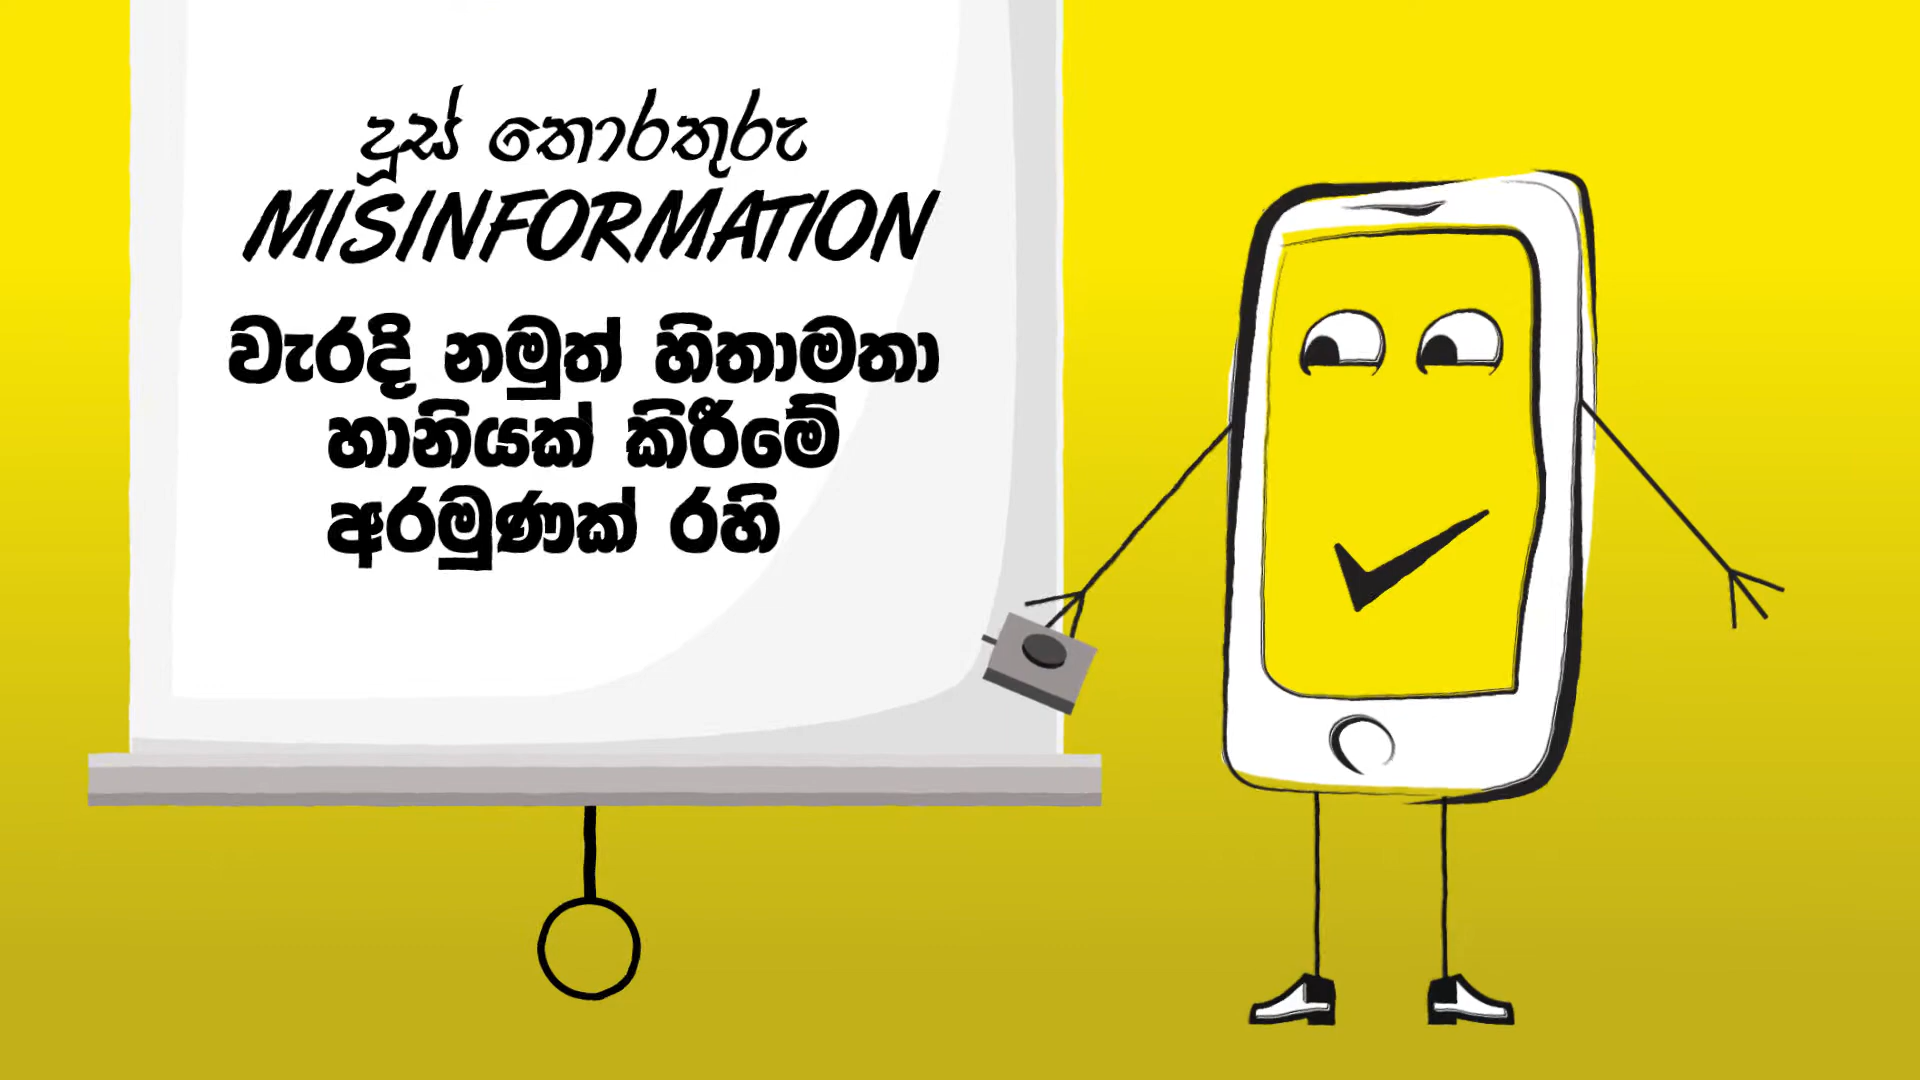 දූස් තොරතුරු
MISINFORMATION
වැරදි නමුත් හිතාමතා
හානියක් කිරීමේ
අරමුණක් රහි